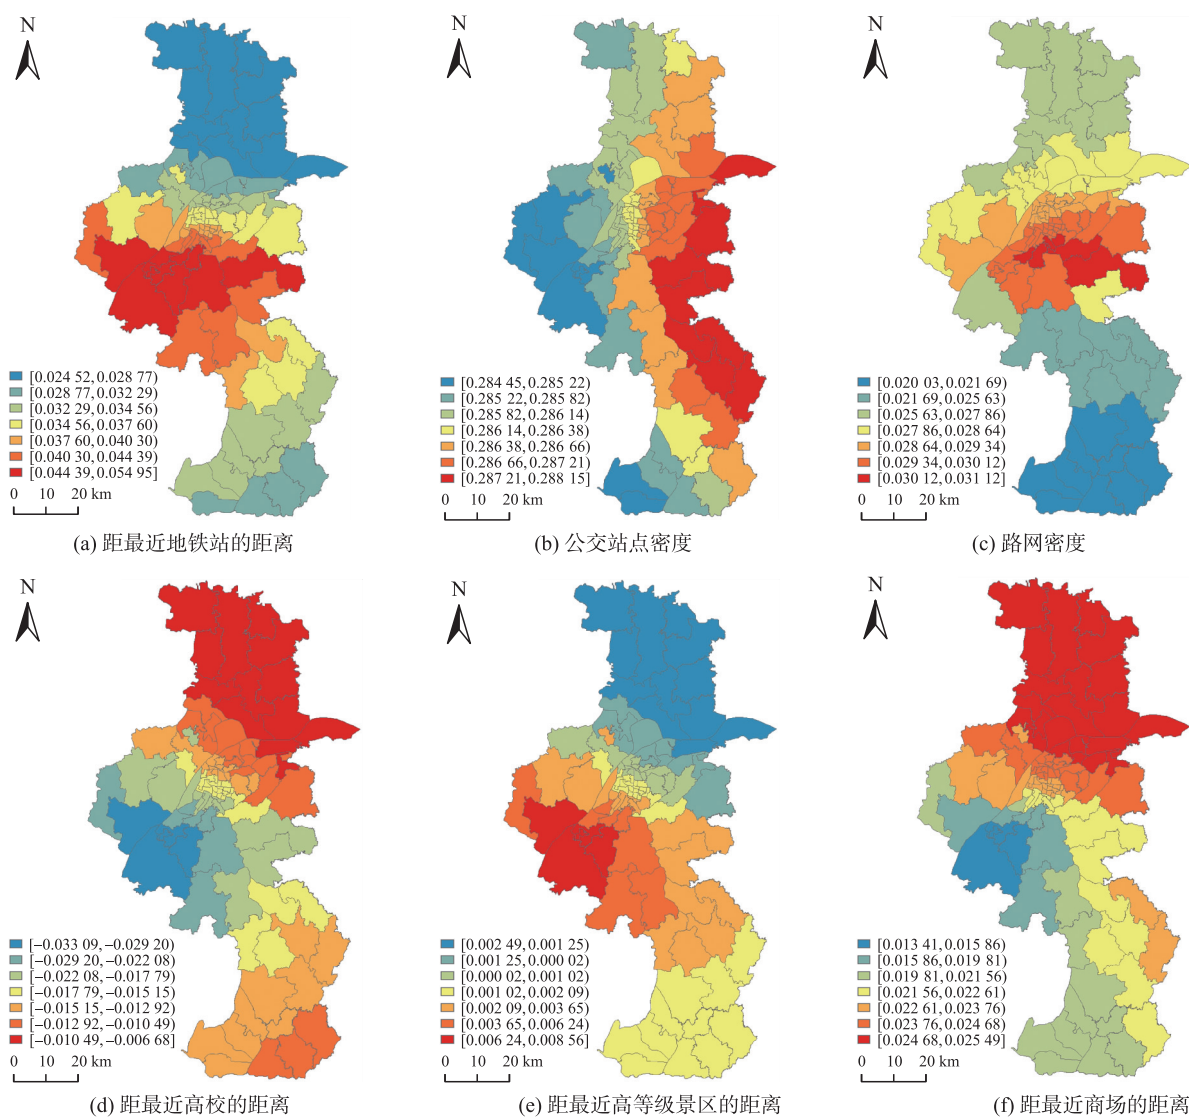 N
[0.024 52, 0.028 77)
[0.028 77, 0.032 29)
[0.032 29, 0.034 56)
[0.034 56, 0.037 60)
[0.037 60, 0.040 30)
[0.040 30, 0.044 39)
[0.044 39, 0.054 95]
0 10 20 km
(a) 距最近地铁站的距离
N
[0.284 45, 0.285 22)
[0.285 22, 0.285 82)
[0.285 82, 0.286 14)
[0.286 14, 0.286 38)
[0.286 38, 0.286 66)
[0.286 66, 0.287 21)
[0.287 21, 0.288 15]
0 10 20 km
(b) 公交站点密度
N
[0.020 03, 0.021 69)
[0.021 69, 0.025 63)
[0.025 63, 0.027 86)
[0.027 86, 0.028 64)
[0.028 64, 0.029 34)
[0.029 34, 0.030 12)
[0.030 12, 0.031 12]
0 10 20 km
(c) 路网密度
N
[−0.033 09, −0.029 20)
[−0.029 20, −0.022 08)
[−0.022 08, −0.017 79)
[−0.017 79, −0.015 15)
[−0.015 15, −0.012 92)
[−0.012 92, −0.010 49)
[−0.010 49, −0.006 68]
0 10 20 km
(d) 距最近高校的距离
N
[0.002 49, 0.001 25)
[0.001 25, 0.000 02)
[0.000 02, 0.001 02)
[0.001 02, 0.002 09)
[0.002 09, 0.003 65)
[0.003 65, 0.006 24)
[0.006 24, 0.008 56]
0 10 20 km
(e) 距最近高等级景区的距离
N
[0.013 41, 0.015 86)
[0.015 86, 0.019 81)
[0.019 81, 0.021 56)
[0.021 56, 0.022 61)
[0.022 61, 0.023 76)
[0.023 76, 0.024 68)
[0.024 68, 0.025 49]
0 10 20 km
(f) 距最近商场的距离